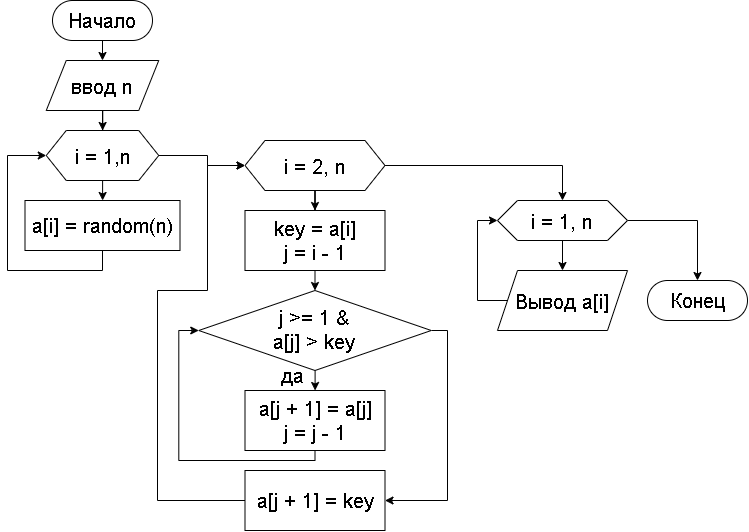 Начало
ввод n
i = 1,n
a[i] = random(n)
i = 2, n
key = a[i]
j = i - 1
j >= 1 &
a[j] > key
да
a[j + 1] = a[j]
j = j - 1
a[j + 1] = key
i = 1, n
Вывод a[i]
Конец